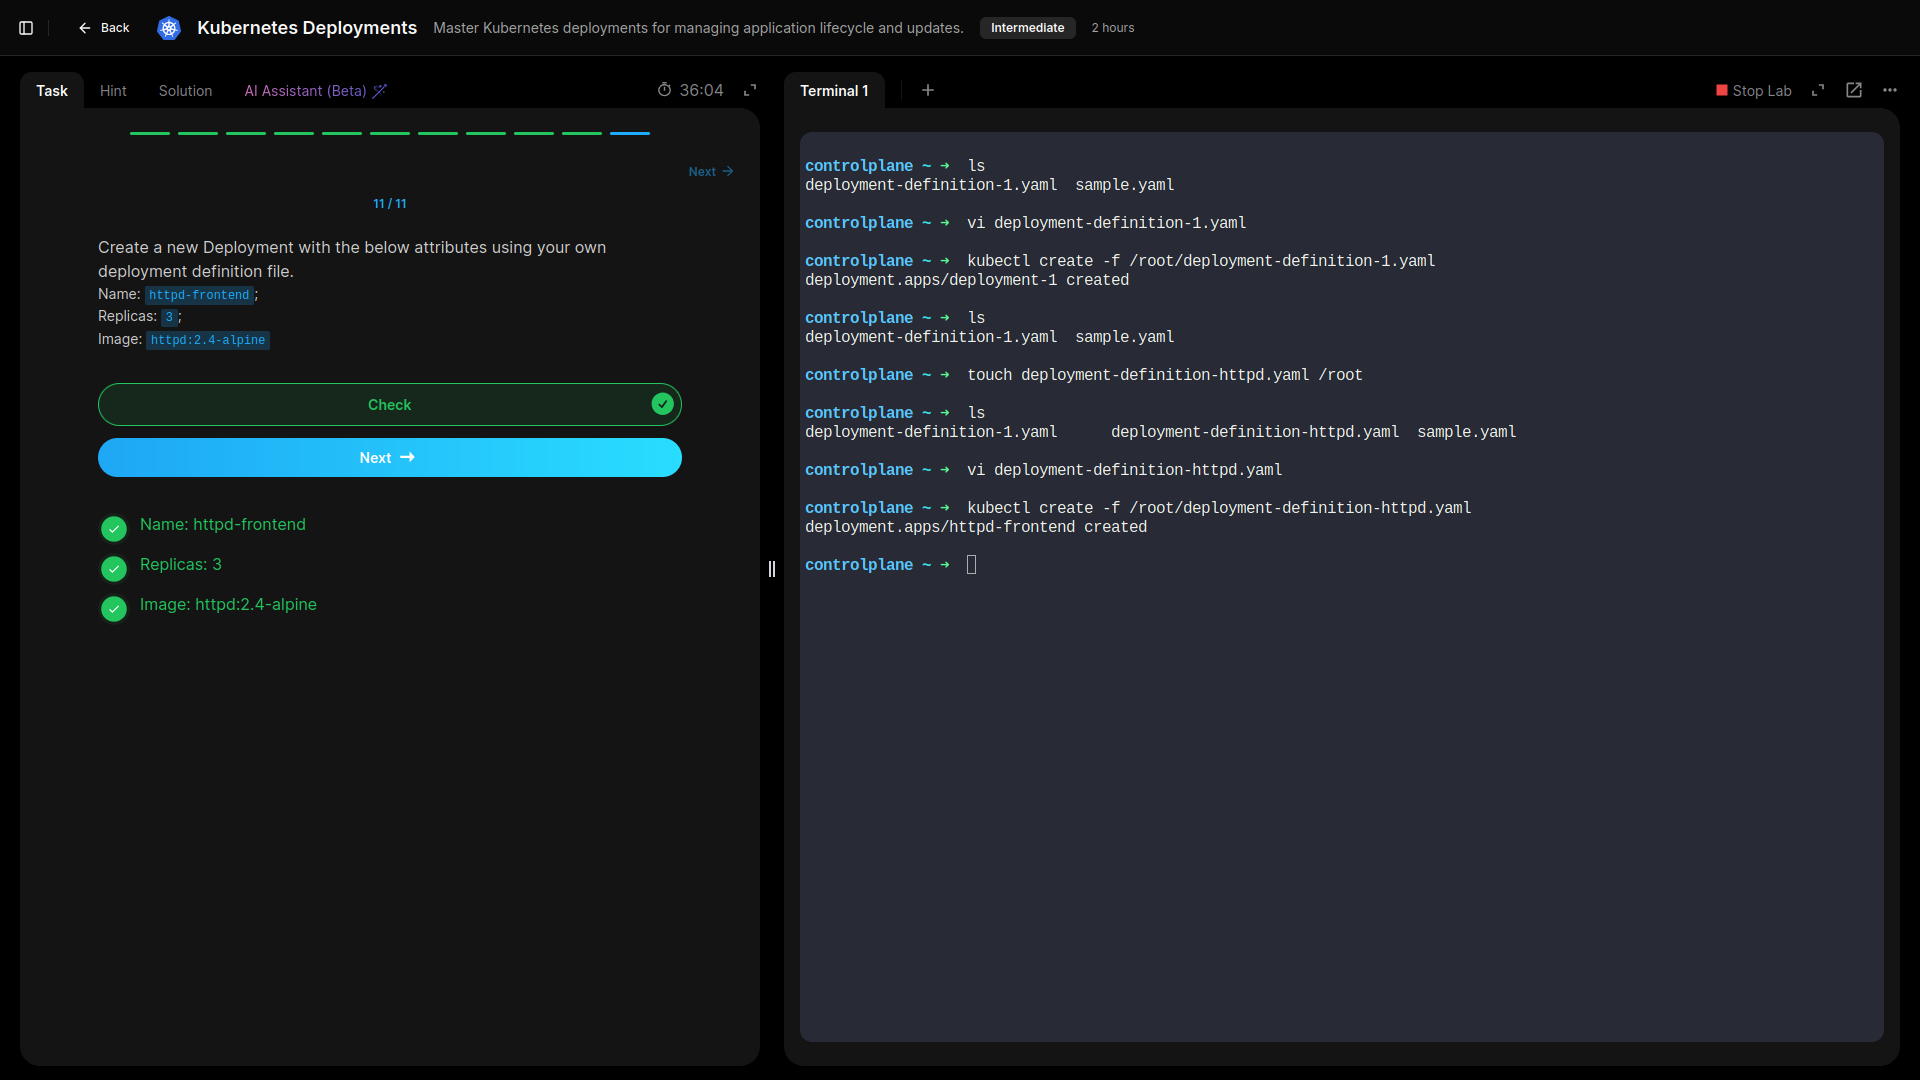 Back
Kubernetes Deployments
Master Kubernetes deployments for managing application lifecycle and updates.
Intermediate
2 hours
Task
Hint
Solution
AI Assistant (Beta)
36:04
Next →
11 / 11
Create a new Deployment with the below attributes using your own
deployment definition file.
Name: httpd-frontend;
Replicas: 3;
Image: httpd:2.4-alpine
Check
Next →
Name: httpd-frontend
Replicas: 3
Image: httpd:2.4-alpine
Terminal 1
+
Stop Lab
controlplane ~ ➜  ls
deployment-definition-1.yaml  sample.yaml
controlplane ~ ➜  vi deployment-definition-1.yaml
controlplane ~ ➜  kubectl create -f /root/deployment-definition-1.yaml
deployment.apps/deployment-1 created
controlplane ~ ➜  ls
deployment-definition-1.yaml  sample.yaml
controlplane ~ ➜  touch deployment-definition-httpd.yaml /root
controlplane ~ ➜  ls
deployment-definition-1.yaml      deployment-definition-httpd.yaml  sample.yaml
controlplane ~ ➜  vi deployment-definition-httpd.yaml
controlplane ~ ➜  kubectl create -f /root/deployment-definition-httpd.yaml
deployment.apps/httpd-frontend created
controlplane ~ ➜